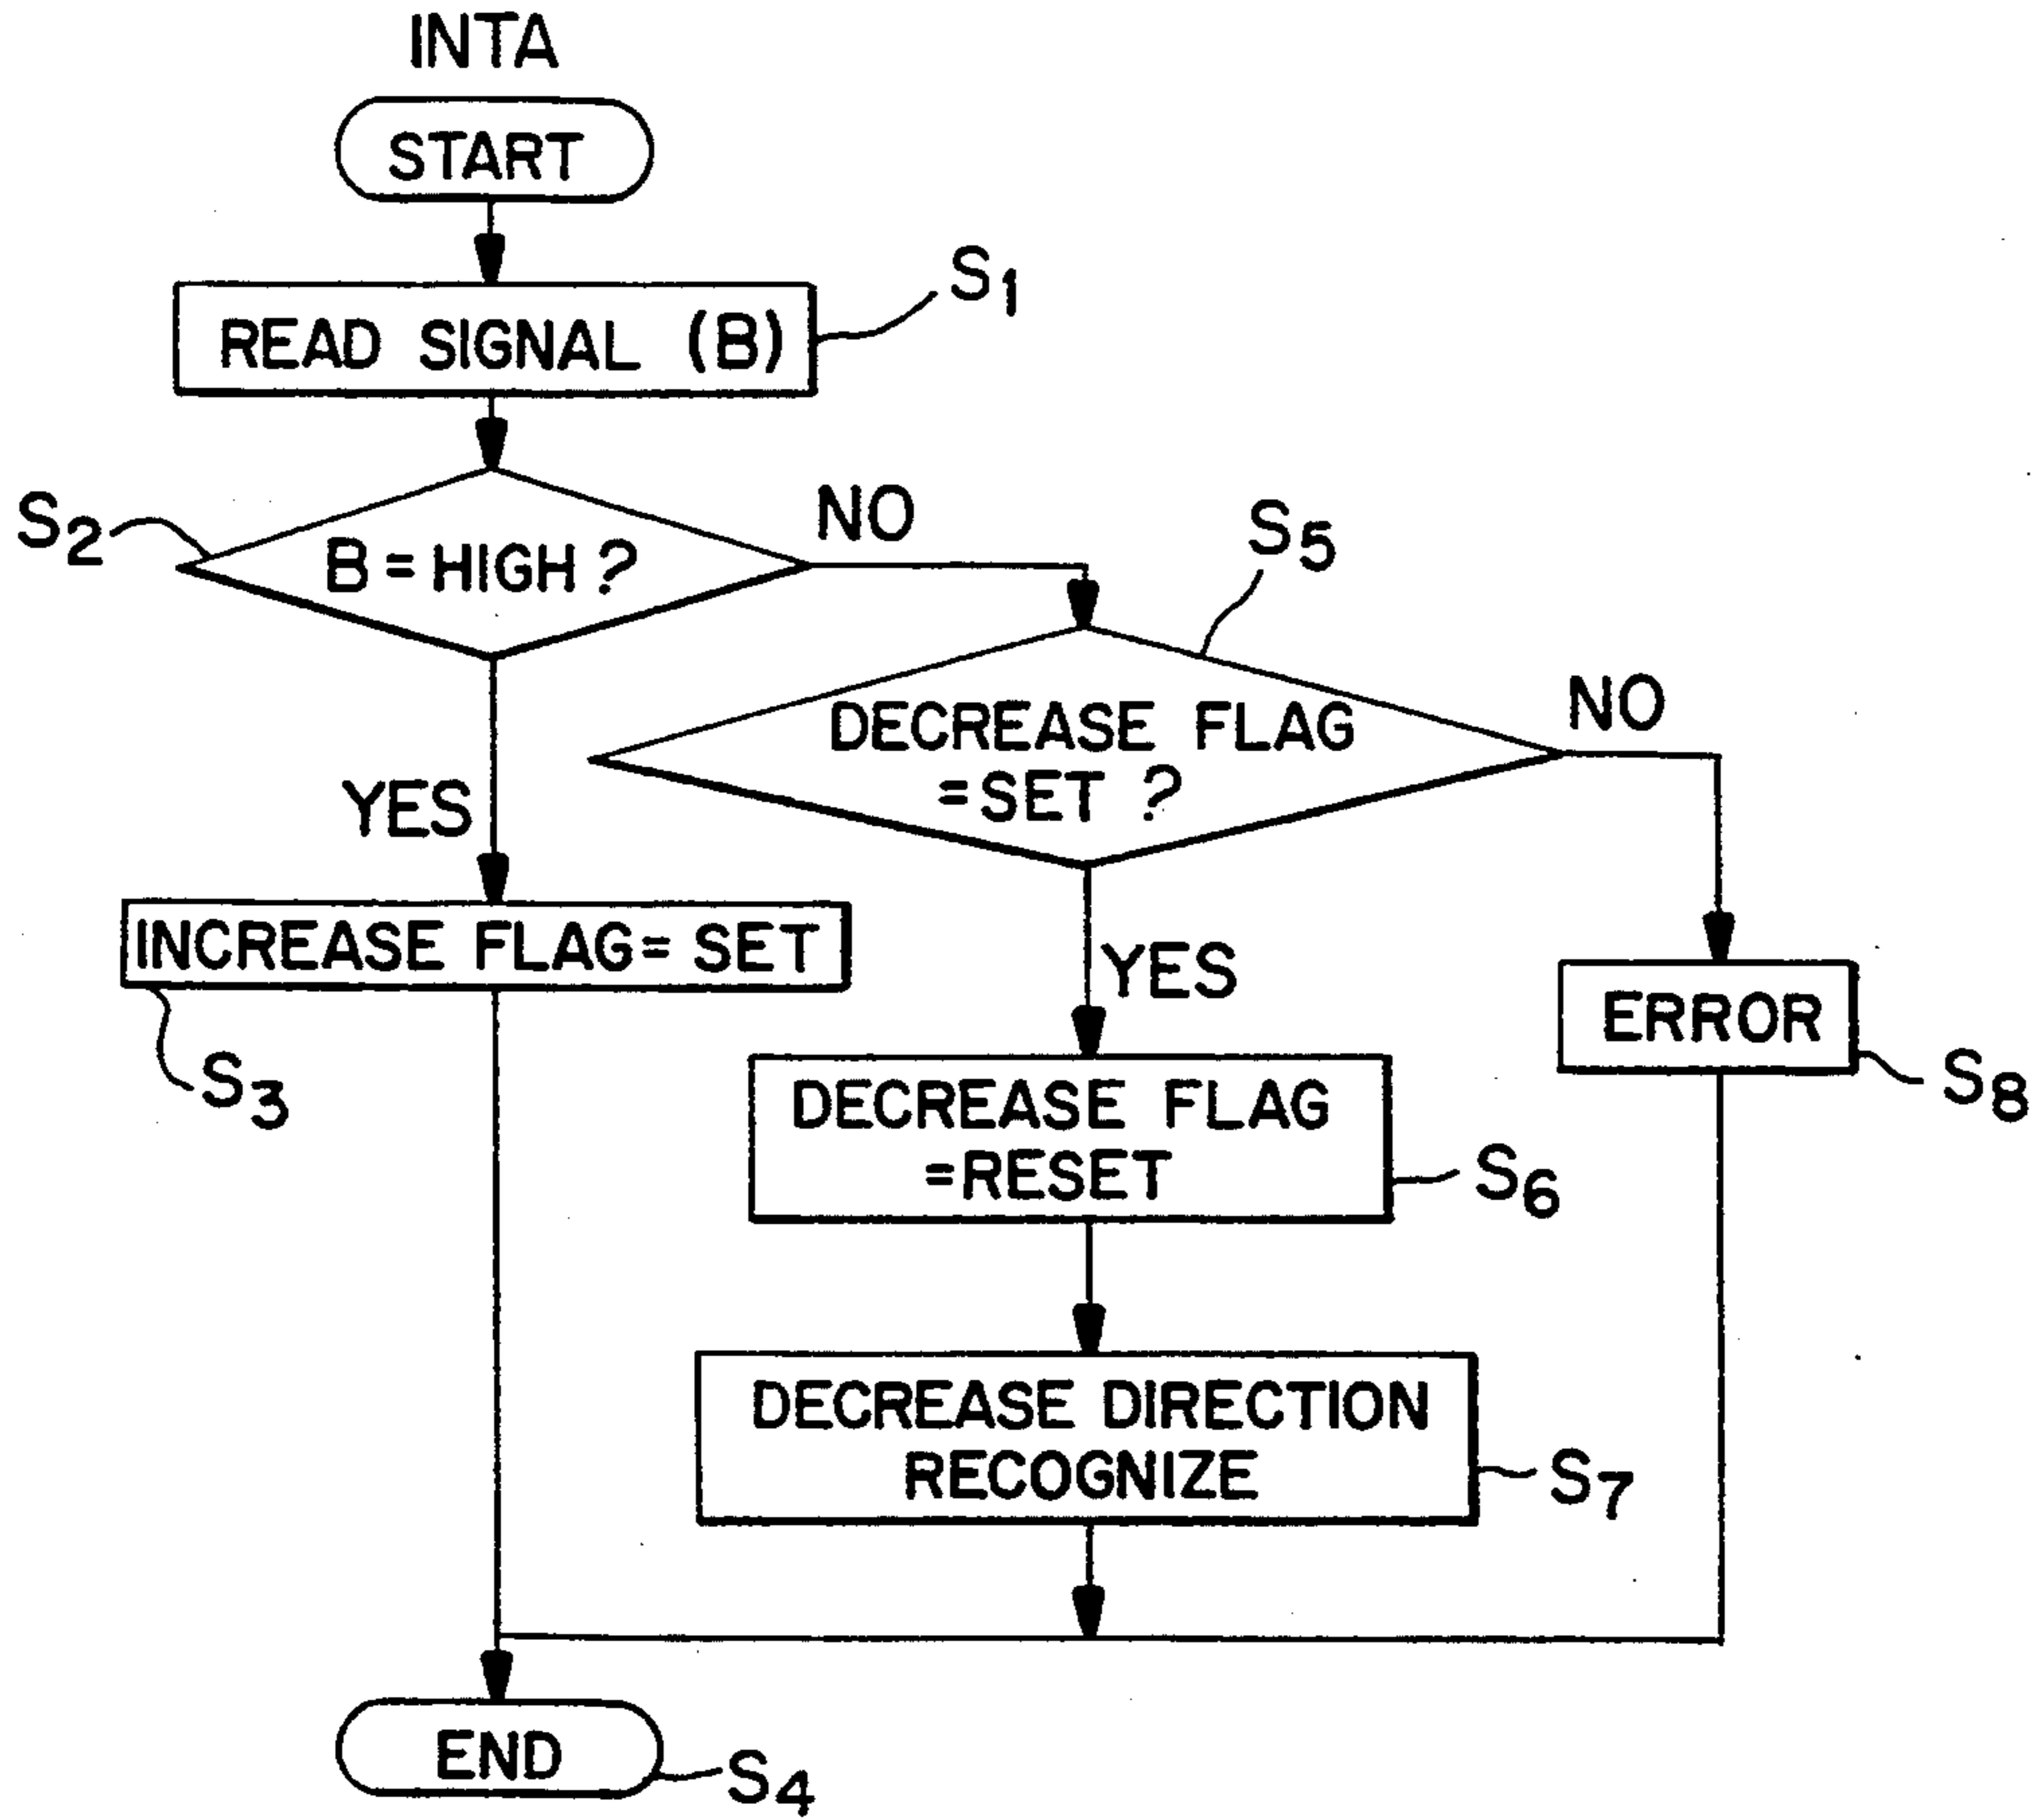 INTA
START
READ SIGNAL (B)
S1
S2
B = HIGH ?
NO
S5
DECREASE FLAG
= SET ?
NO
YES
INCREASE FLAG = SET
S3
YES
ERROR
S8
DECREASE FLAG
= RESET
S6
DECREASE DIRECTION
RECOGNIZE
S7
END
S4